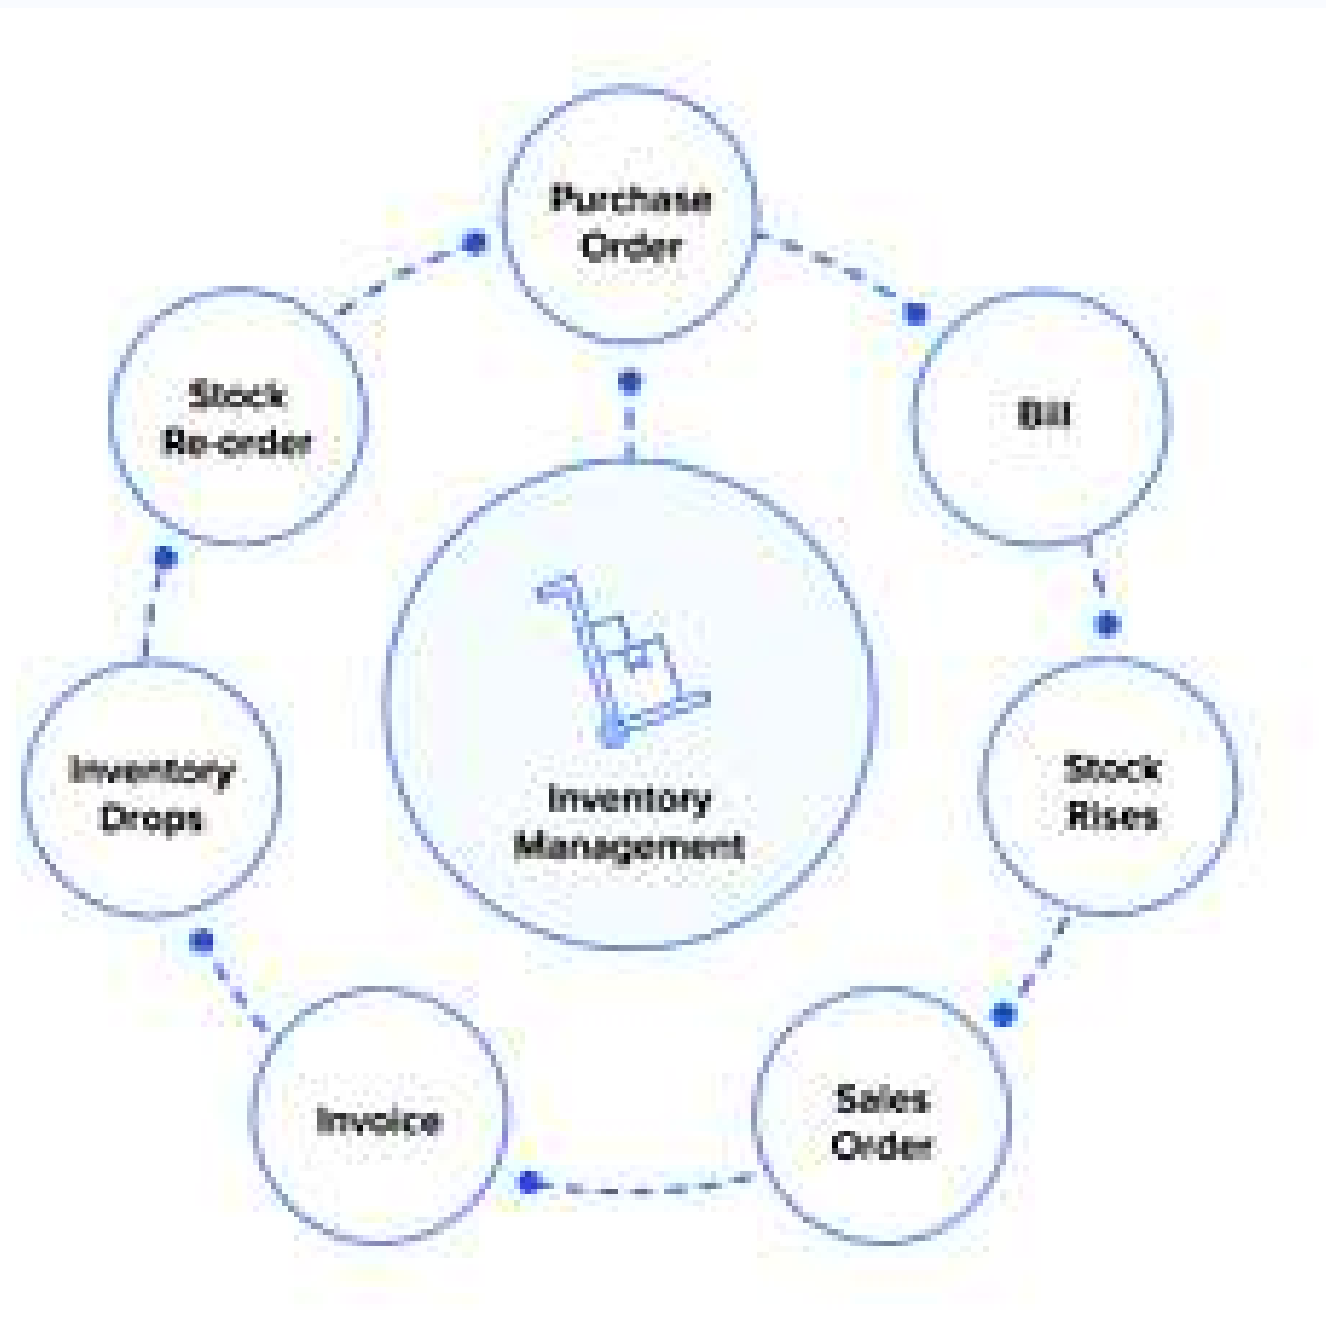 Purchase
Order
Bill
Stock
Rises
Sales
Order
Invoice
Inventory
Drops
Stock
Re-order
Inventory
Management